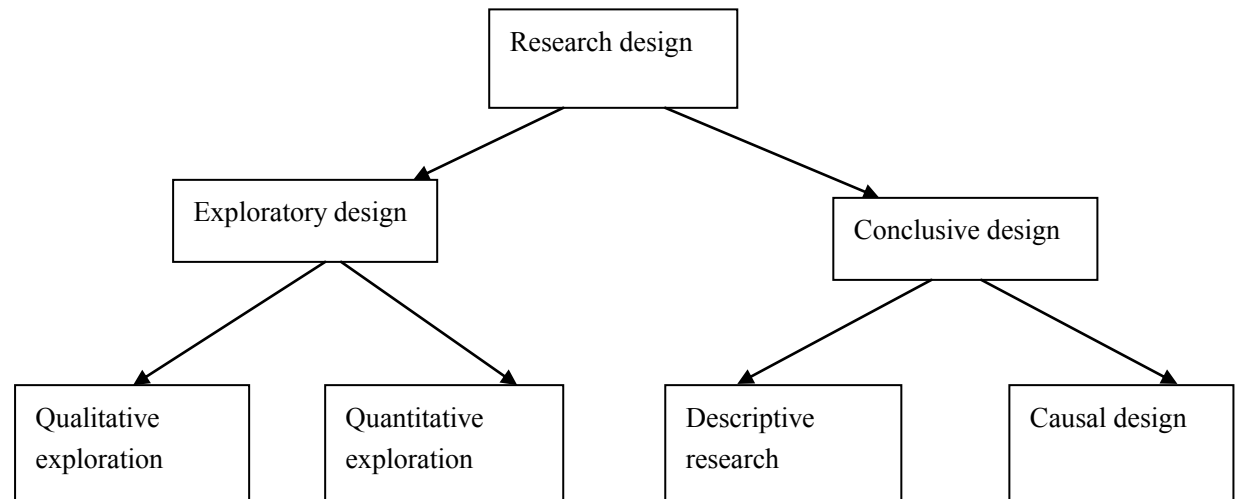 Research design
Exploratory design
Conclusive design
Qualitative
exploration
Quantitative
exploration
Descriptive
research
Causal design